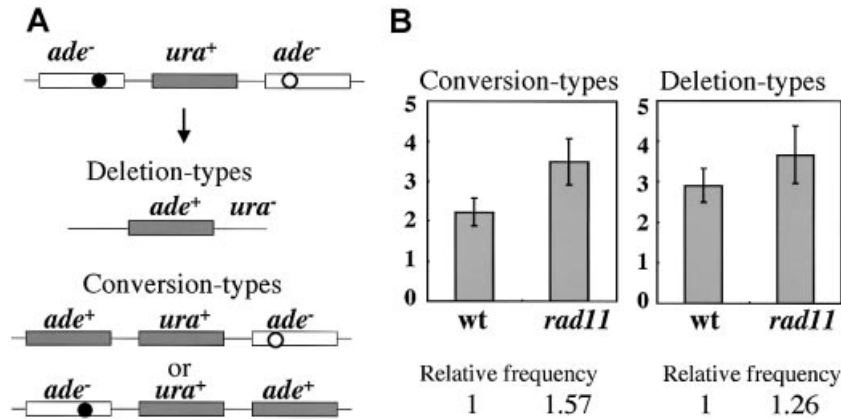 A
ade⁻ ura⁺ ade⁻
Deletion-types
ade⁺ ura⁻
Conversion-types
ade⁺ ura⁺ ade⁻
or
ade⁻ ura⁺ ade⁺
B
Conversion-types
5
4
3
2
1
0
wt rad11
Relative frequency
1 1.57
Deletion-types
5
4
3
2
1
0
wt rad11
Relative frequency
1 1.26